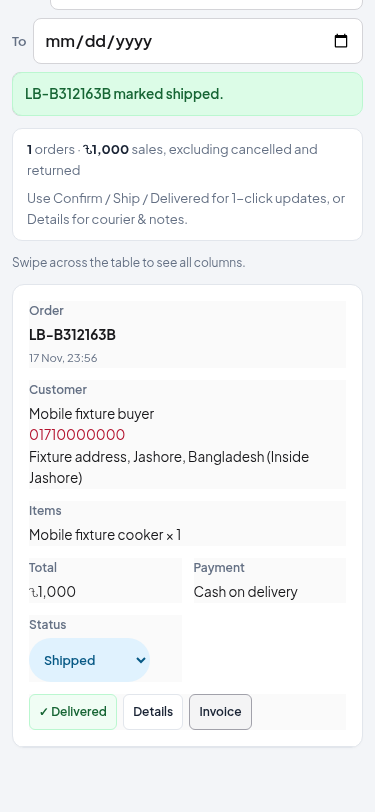 To
mm/dd/yyyy
LB-B312163B marked shipped.
1 orders · ৳1,000 sales, excluding cancelled and
returned
Use Confirm / Ship / Delivered for 1-click updates, or
Details for courier & notes.
Swipe across the table to see all columns.
Order
LB-B312163B
17 Nov, 23:56
Customer
Mobile fixture buyer
01710000000
Fixture address, Jashore, Bangladesh (Inside
Jashore)
Items
Mobile fixture cooker × 1
Total
৳1,000
Payment
Cash on delivery
Status
Shipped
✓ Delivered Details Invoice